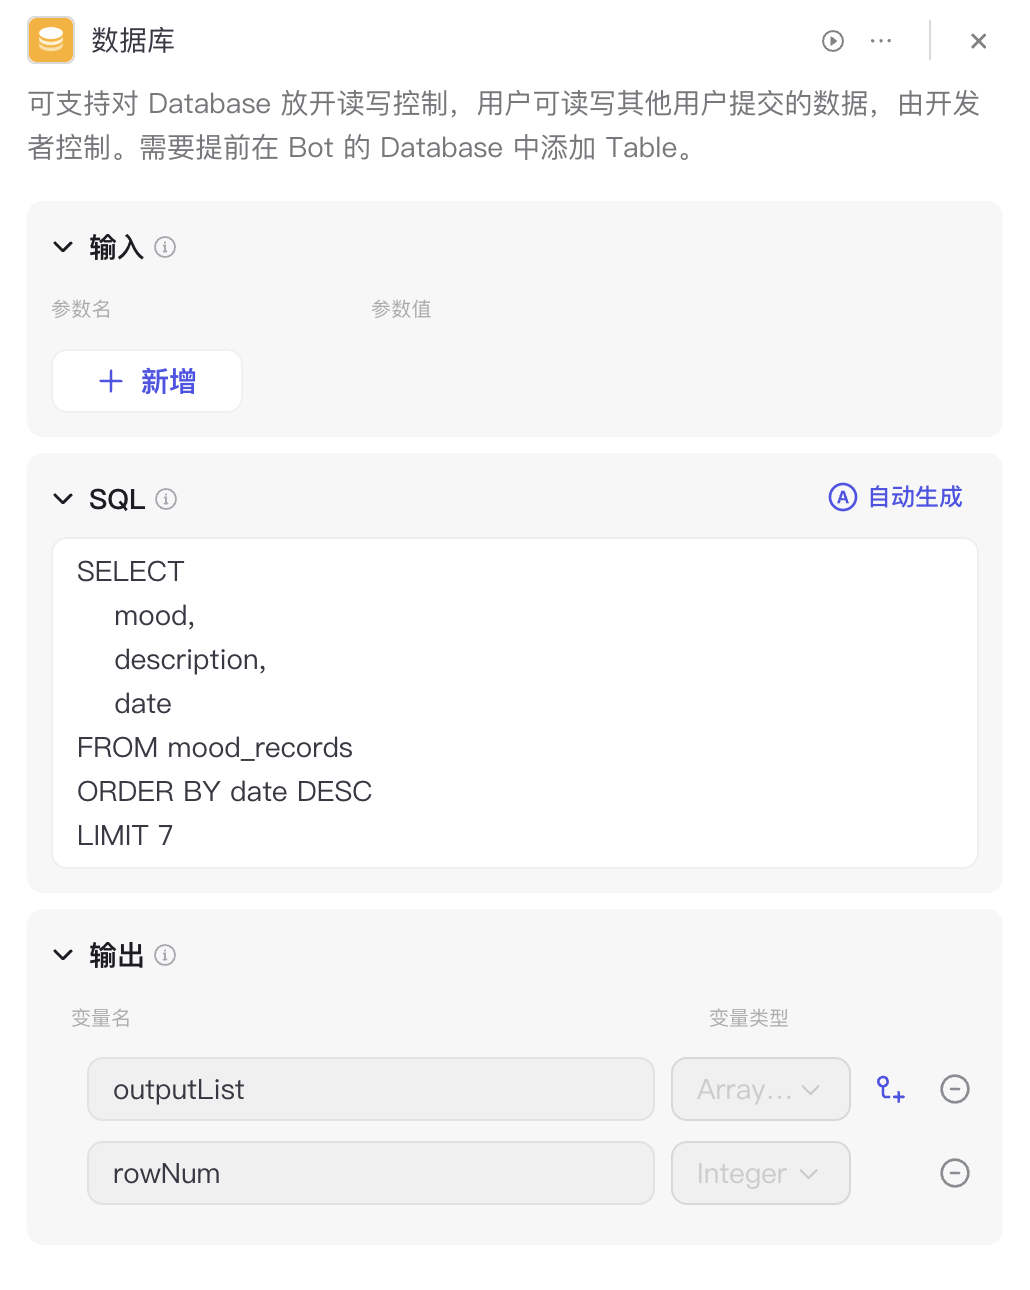 数据库
可支持对 Database 放开读写控制，用户可读写其他用户提交的数据，由开发
者控制。需要提前在 Bot 的 Database 中添加 Table。
输入
参数名 参数值
新增
SQL 自动生成
SELECT
mood,
description,
date
FROM mood_records
ORDER BY date DESC
LIMIT 7
输出
变量名 变量类型
outputList Array...
rowNum Integer